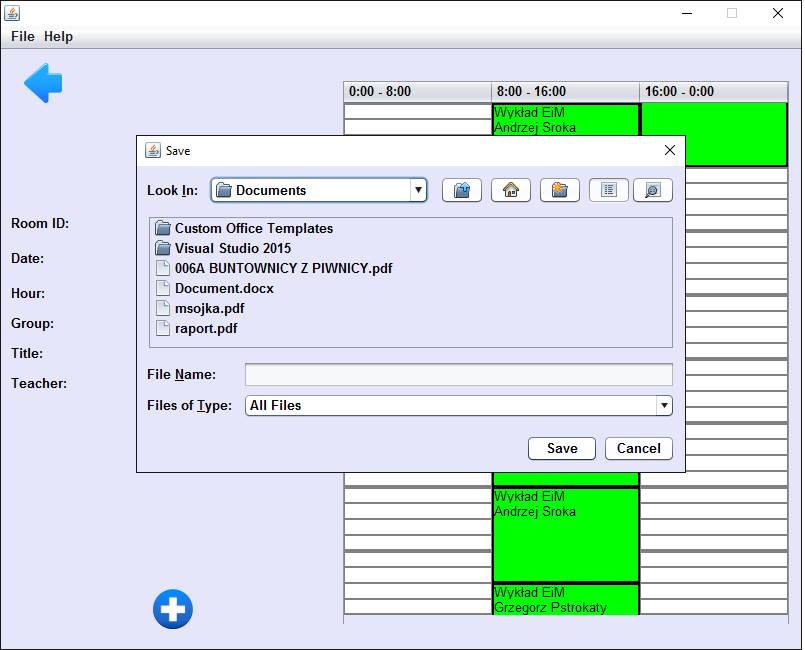 File Help
0:00 - 8:00 8:00 - 16:00 16:00 - 0:00
Wykład EiM
Andrzej Sroka
Save
Look In: Documents
Custom Office Templates
Visual Studio 2015
006A BUNTOWNICY Z PIWNICY.pdf
Document.docx
msojka.pdf
raport.pdf
File Name:
Files of Type: All Files
Save Cancel
Room ID:
Date:
Hour:
Group:
Title:
Teacher:
Wykład EiM
Andrzej Sroka
Wykład EiM
Grzegorz Pstrokaty